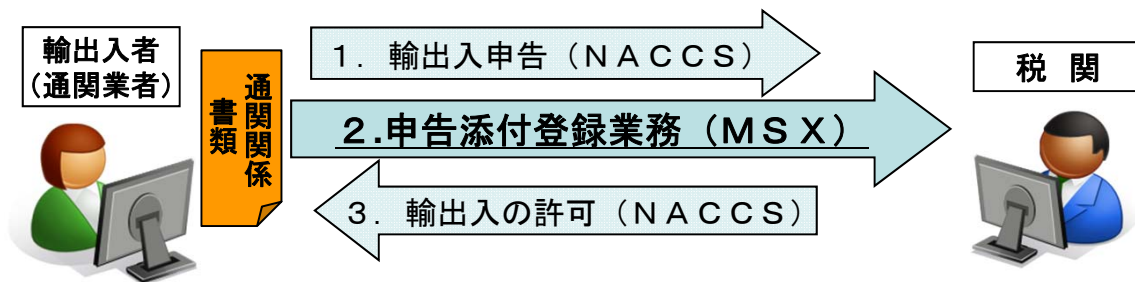 輸出入者
(通関業者)
通関関係
書類
1. 輸出入申告(NACCS)
2.申告添付登録業務(MSX)
3. 輸出入の許可(NACCS)
税 関